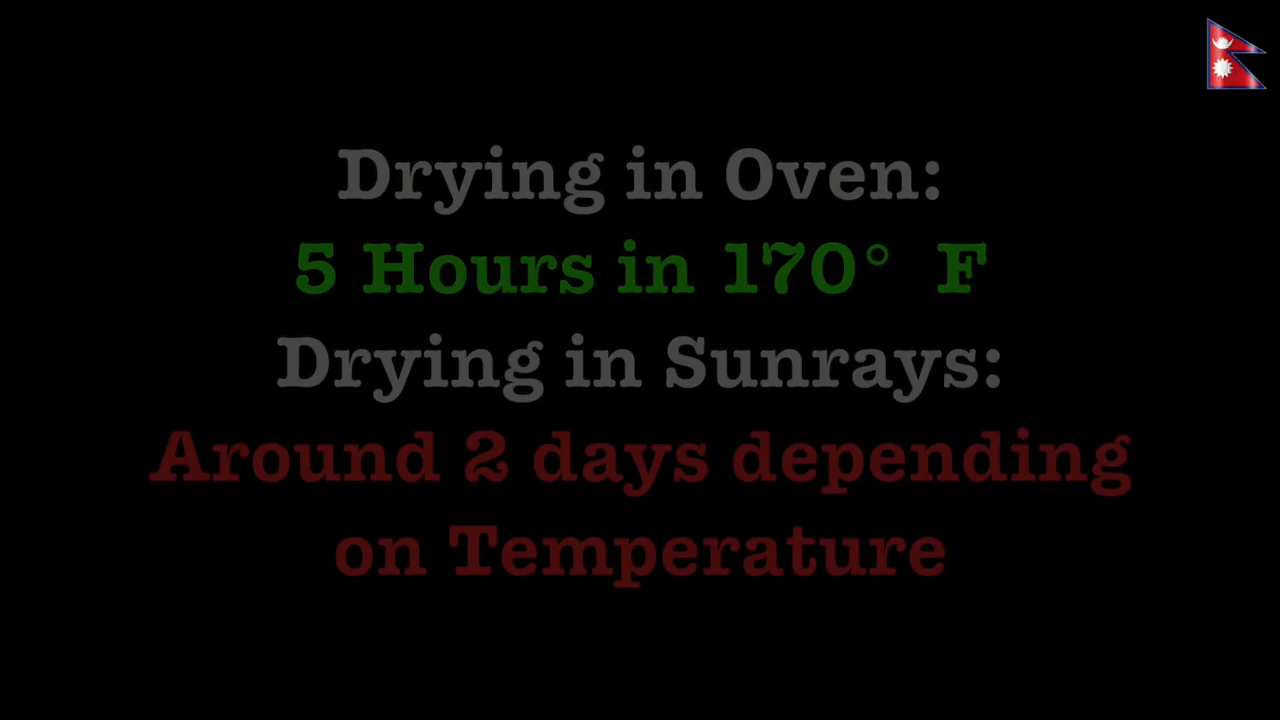 Drying in Oven:
5 Hours in 170° F
Drying in Sunrays:
Around 2 days depending
on Temperature